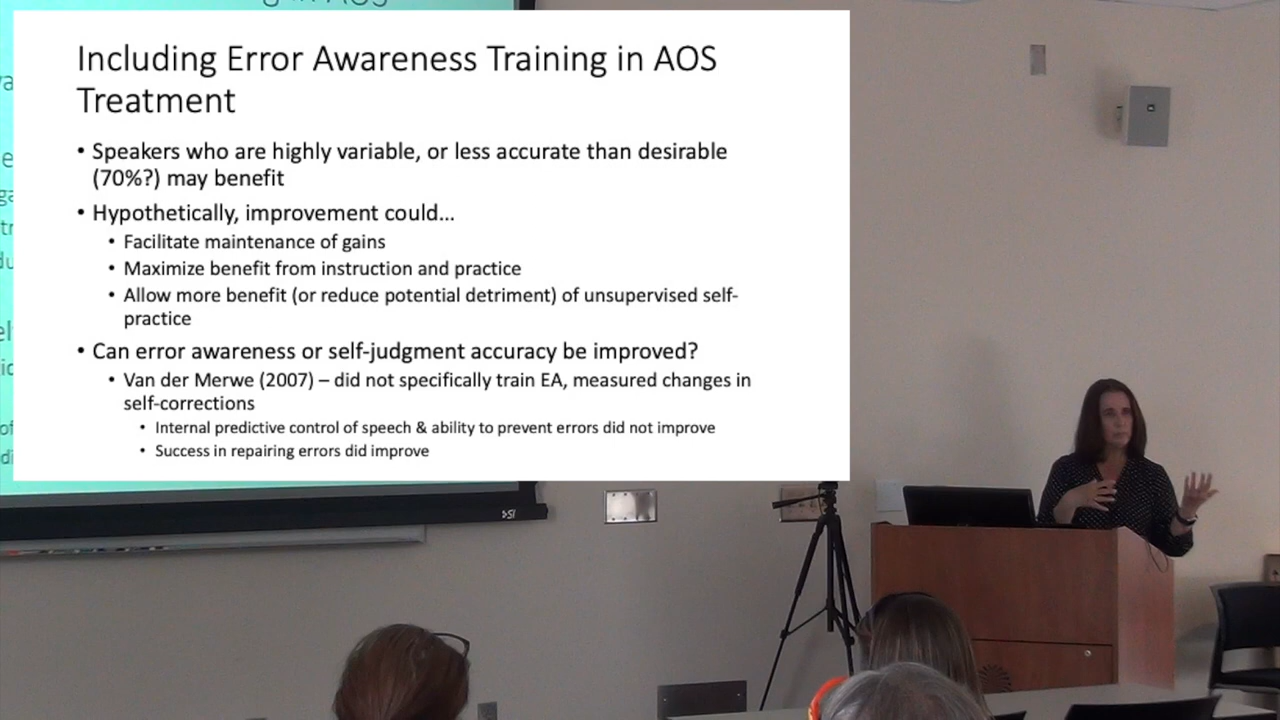 Including Error Awareness Training in AOS
Treatment
• Speakers who are highly variable, or less accurate than desirable
(70%?) may benefit
• Hypothetically, improvement could…
• Facilitate maintenance of gains
• Maximize benefit from instruction and practice
• Allow more benefit (or reduce potential detriment) of unsupervised self-
practice
• Can error awareness or self-judgment accuracy be improved?
• Van der Merwe (2007) – did not specifically train EA, measured changes in
self-corrections
• Internal predictive control of speech & ability to prevent errors did not improve
• Success in repairing errors did improve